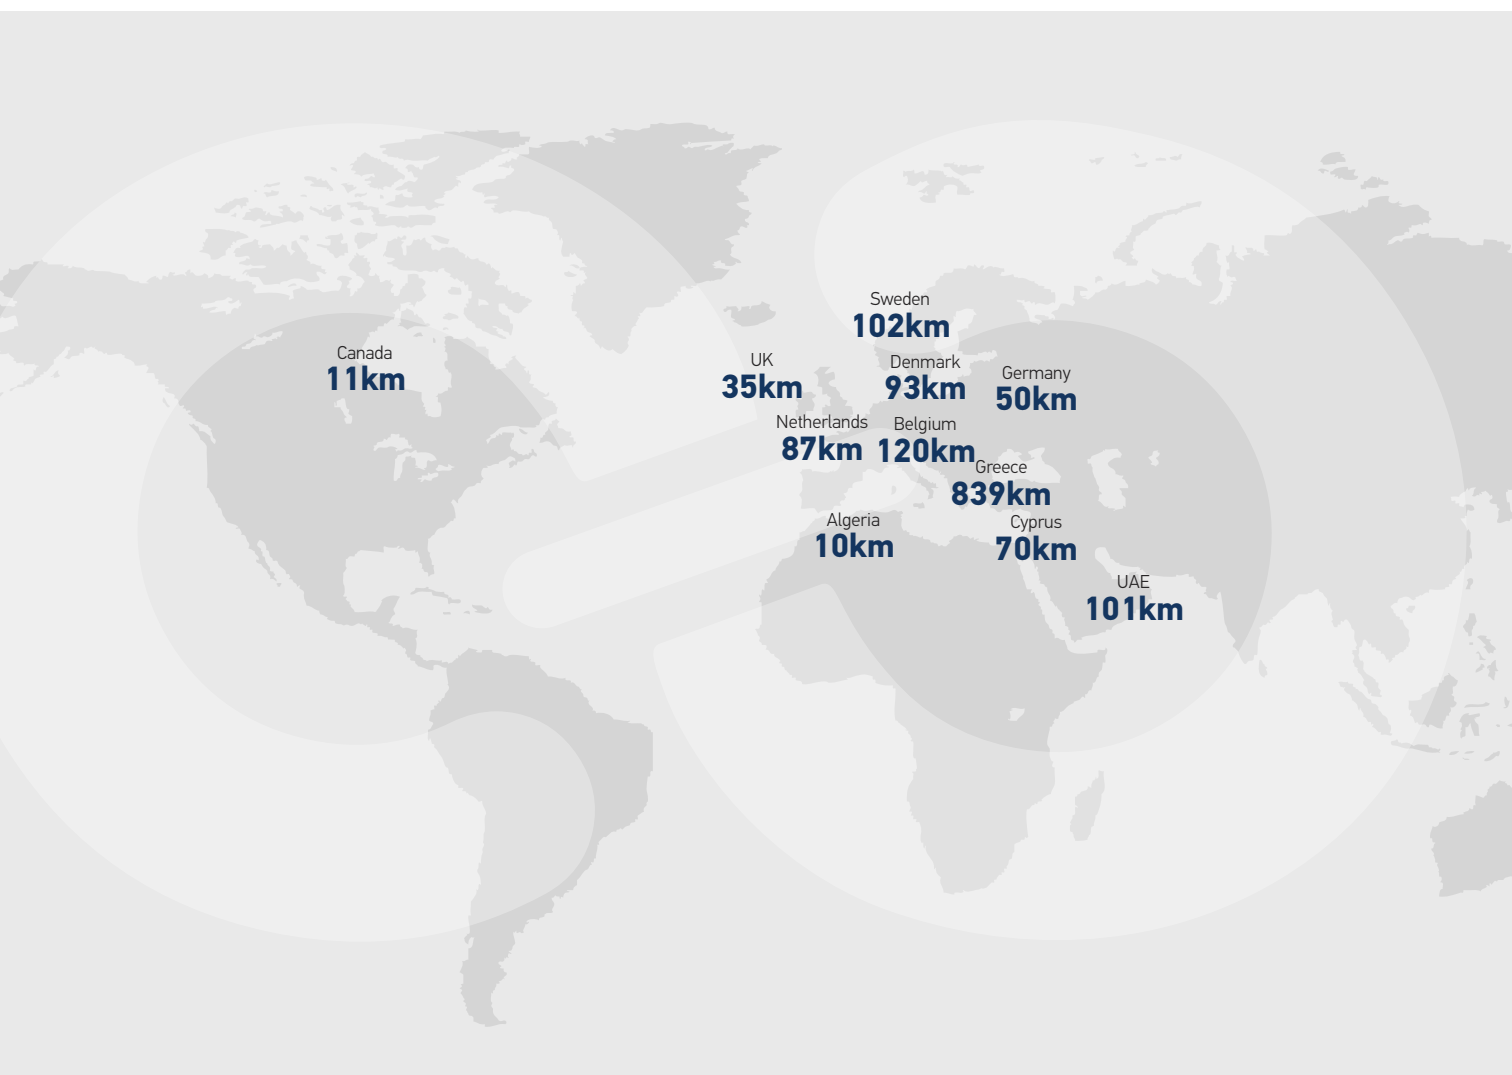 Sweden
102km
Canada
11km
UK
35km
Denmark
93km
Germany
50km
Netherlands
87km
Belgium
120km
Greece
839km
Algeria
10km
Cyprus
70km
UAE
101km